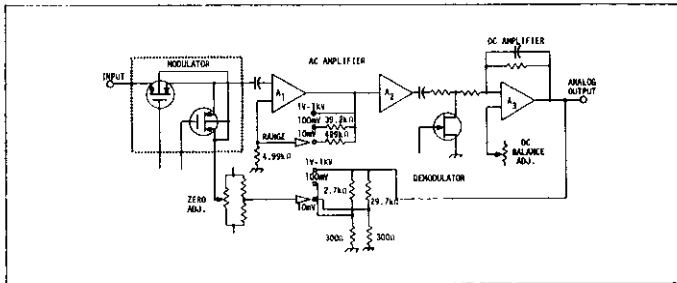 MODULATOR
INPUT
AC AMPLIFIER
A1
A2
DC AMPLIFIER
A3
ANALOG
OUTPUT
1V-1kV
100mV
10mV
39.2kΩ
RANGE
4.99kΩ
DC
BALANCE
ADJ.
DEMODULATOR
ZERO
ADJ.
1V-1kV
100mV
10mV
2.7kΩ
29.7kΩ
300Ω
300Ω